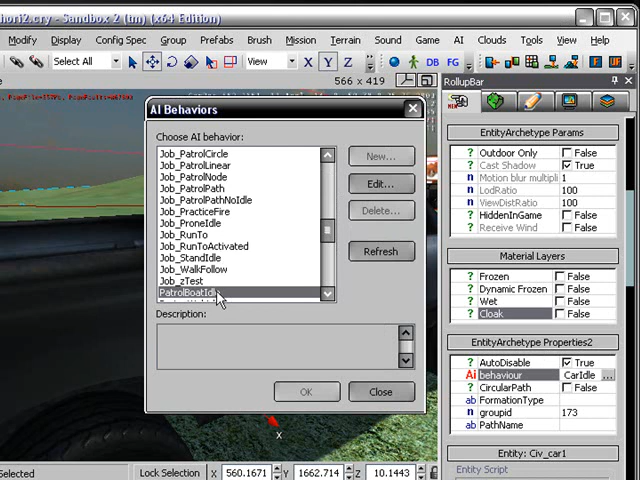 hori2.cry - Sandbox 2 (tm) (x64 Edition)
Modify Display Config Spec Group Prefabs Brush Mission Terrain Sound AI Clouds Tools View Help
Select All View X Y DB FG
566 x 419 RollupBar
AI Behaviors
Choose AI behavior:
Job_PatrolCircle
Job_PatrolLinear
Job_PatrolNode
Job_PatrolPath
Job_PatrolPathNoIdle
Job_PracticeFire
Job_ProneIdle
Job_RunTo
Job_RunToActivated
Job_StandIdle
Job_WalkFollow
Job_zTest
PatrolBoatIdle
New...
Edit...
Delete...
Refresh
Description:
OK Close
EntityArchetype Params
? Outdoor Only False
? Cast Shadow True
n Motion blur multipli 1
n LodRatio 100
n ViewDistRatio 100
? HiddenInGame False
? Receive Wind False
Material Layers
? Frozen False
? Dynamic Frozen False
? Wet False
? Cloak False
EntityArchetype Properties2
? AutoDisable True
Ai behaviour CarIdle ...
? CircularPath False
ab FormationType
n groupid 173
ab PathName
Entity: Civ_car1
Entity Script
x
Selected Lock Selection X 560.1671 Y 1662.714 Z 10.1443